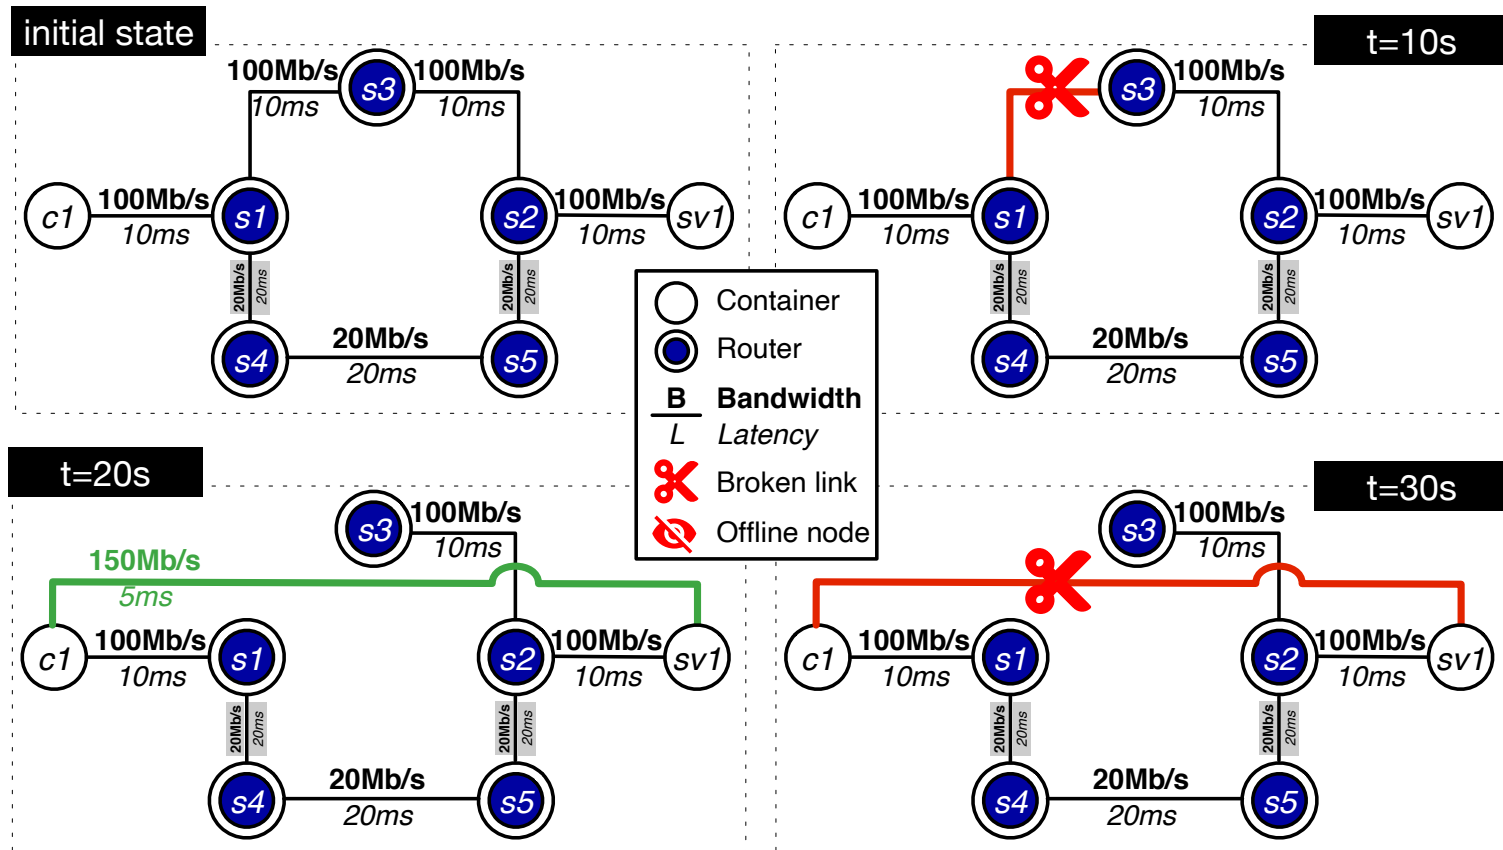 initial state
100Mb/s
10ms
s3
100Mb/s
10ms
c1
100Mb/s
10ms
s1
s2
100Mb/s
10ms
sv1
20Mb/s
20ms
20Mb/s
20ms
s4
20Mb/s
20ms
s5
t=10s
s3
100Mb/s
10ms
c1
100Mb/s
10ms
s1
s2
100Mb/s
10ms
sv1
20Mb/s
20ms
20Mb/s
20ms
s4
20Mb/s
20ms
s5
Container
Router
B Bandwidth
L Latency
Broken link
Offline node
t=20s
s3
100Mb/s
10ms
150Mb/s
5ms
c1
100Mb/s
10ms
s1
s2
100Mb/s
10ms
sv1
20Mb/s
20ms
20Mb/s
20ms
s4
20Mb/s
20ms
s5
t=30s
s3
100Mb/s
10ms
c1
100Mb/s
10ms
s1
s2
100Mb/s
10ms
sv1
20Mb/s
20ms
20Mb/s
20ms
s4
20Mb/s
20ms
s5